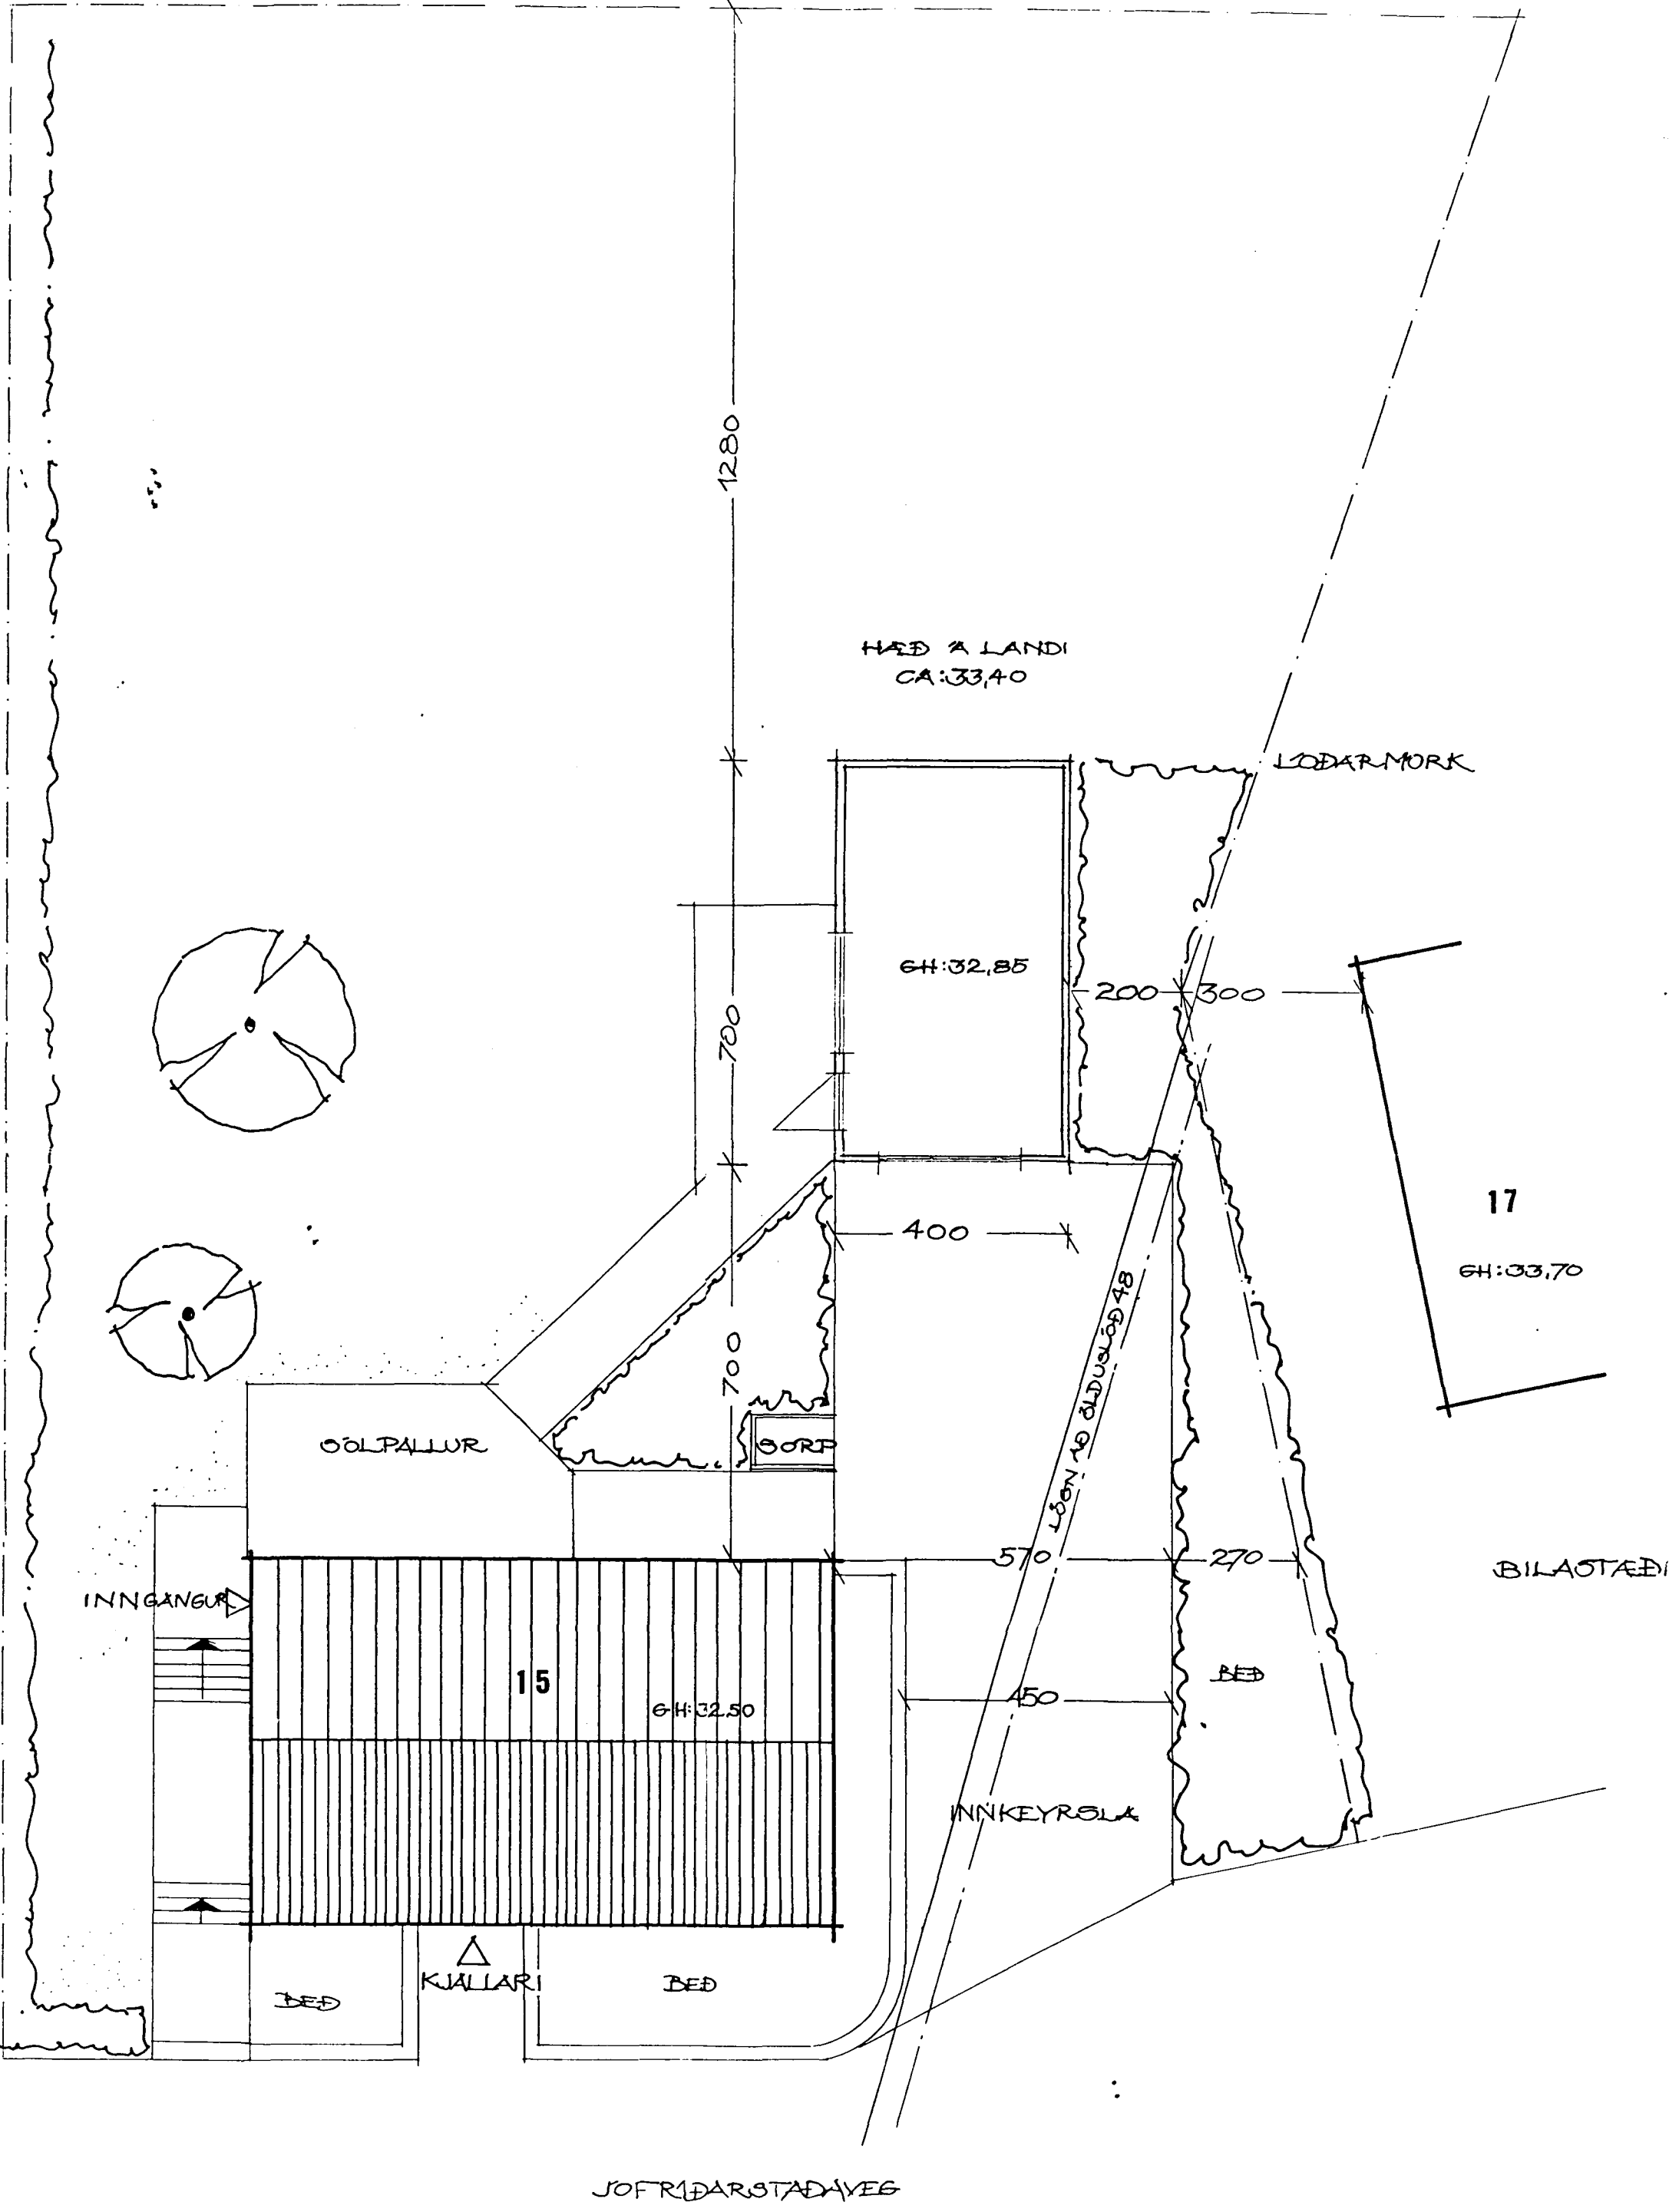 1280
HÆÐ Á LANDI
CA:33,40
LÓÐARMÖRK
GH:32,85
200
300
700
17
GH:33,70
400
LÖGN AÐ ÖLDUSLÓÐ 48
700
SÓLPALLUR
SORP
570
270
BÍLASTÆÐI
INNGANGUR
15
GH:32,50
BEÐ
450
INNKEYRSLA
KJALLARI
BEÐ
BEÐ
JÓFRÍÐARSTAÐAVEG